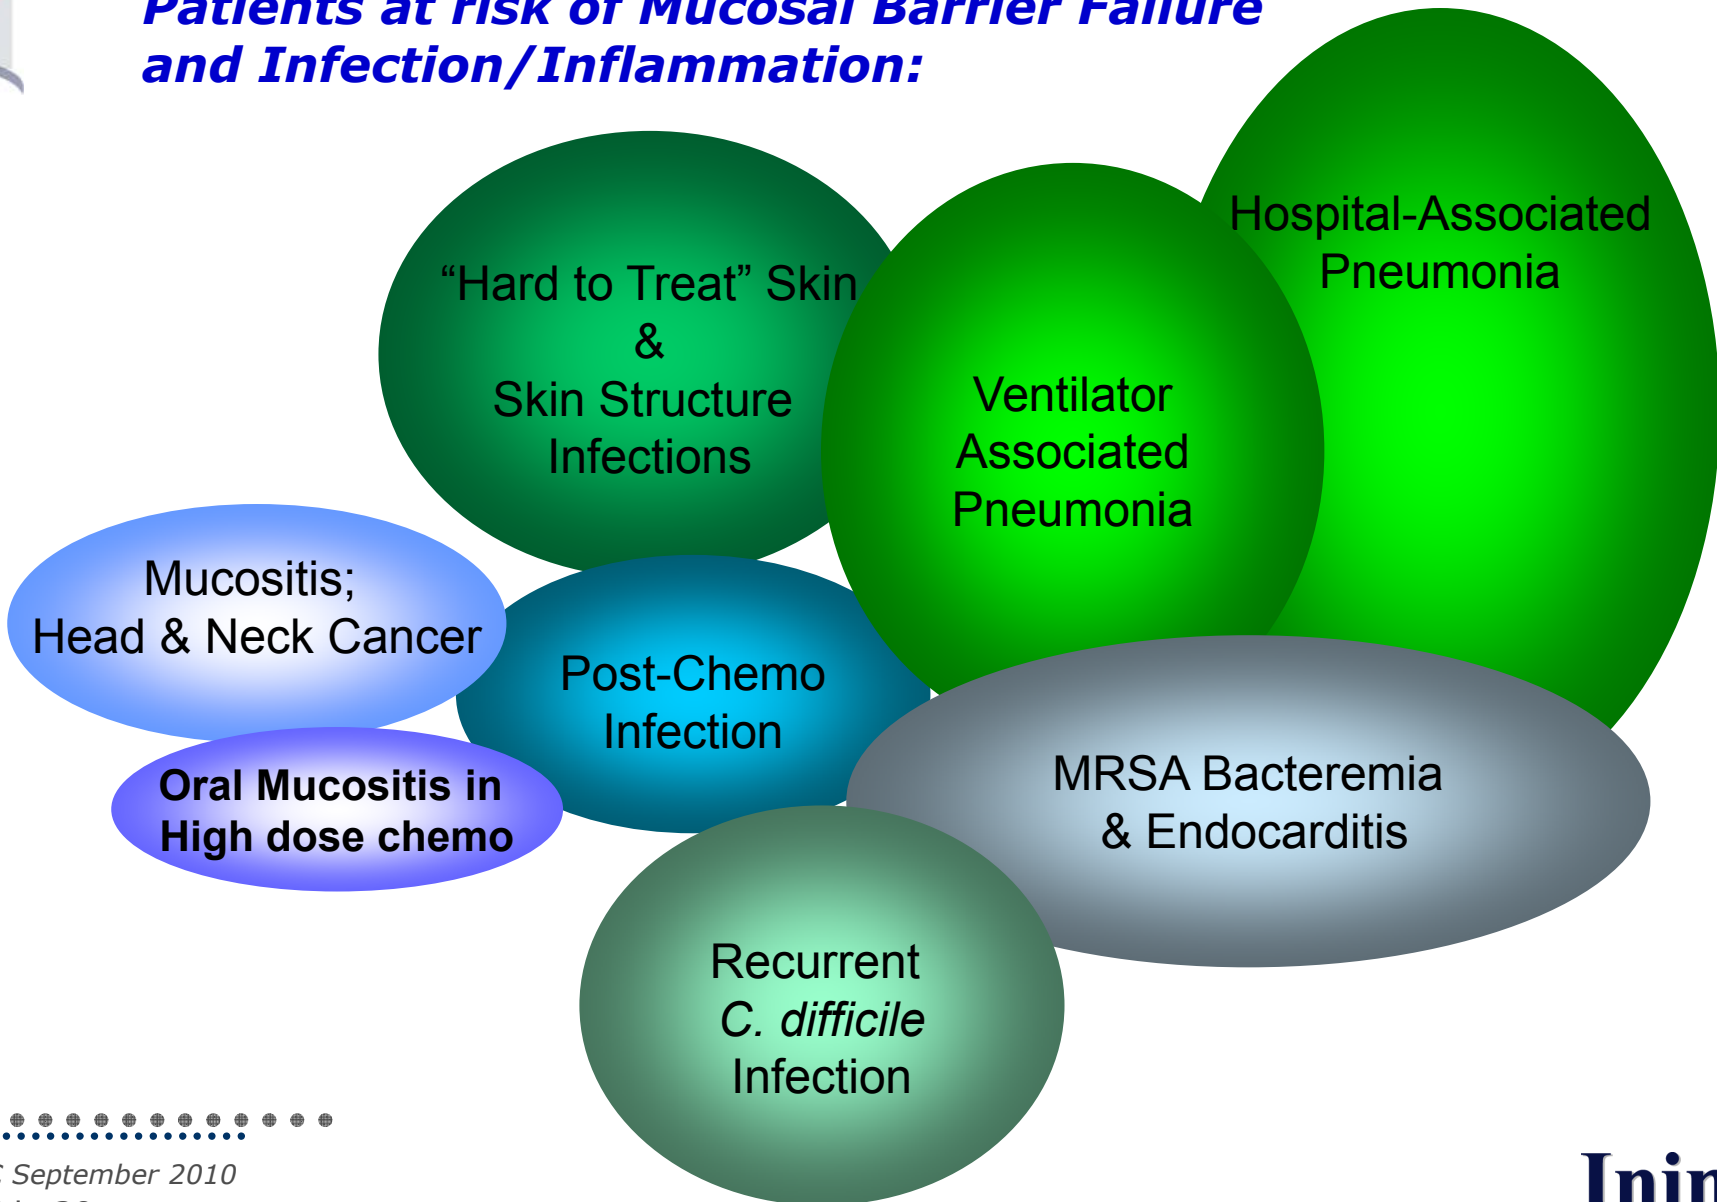 Patients at risk of Mucosal Barrier Failure
and Infection/Inflammation:
Hospital-Associated
Pneumonia
“Hard to Treat” Skin
&
Skin Structure
Infections
Ventilator
Associated
Pneumonia
Mucositis;
Head & Neck Cancer
Post-Chemo
Infection
Oral Mucositis in
High dose chemo
MRSA Bacteremia
& Endocarditis
Recurrent
C. difficile
Infection
September 2010